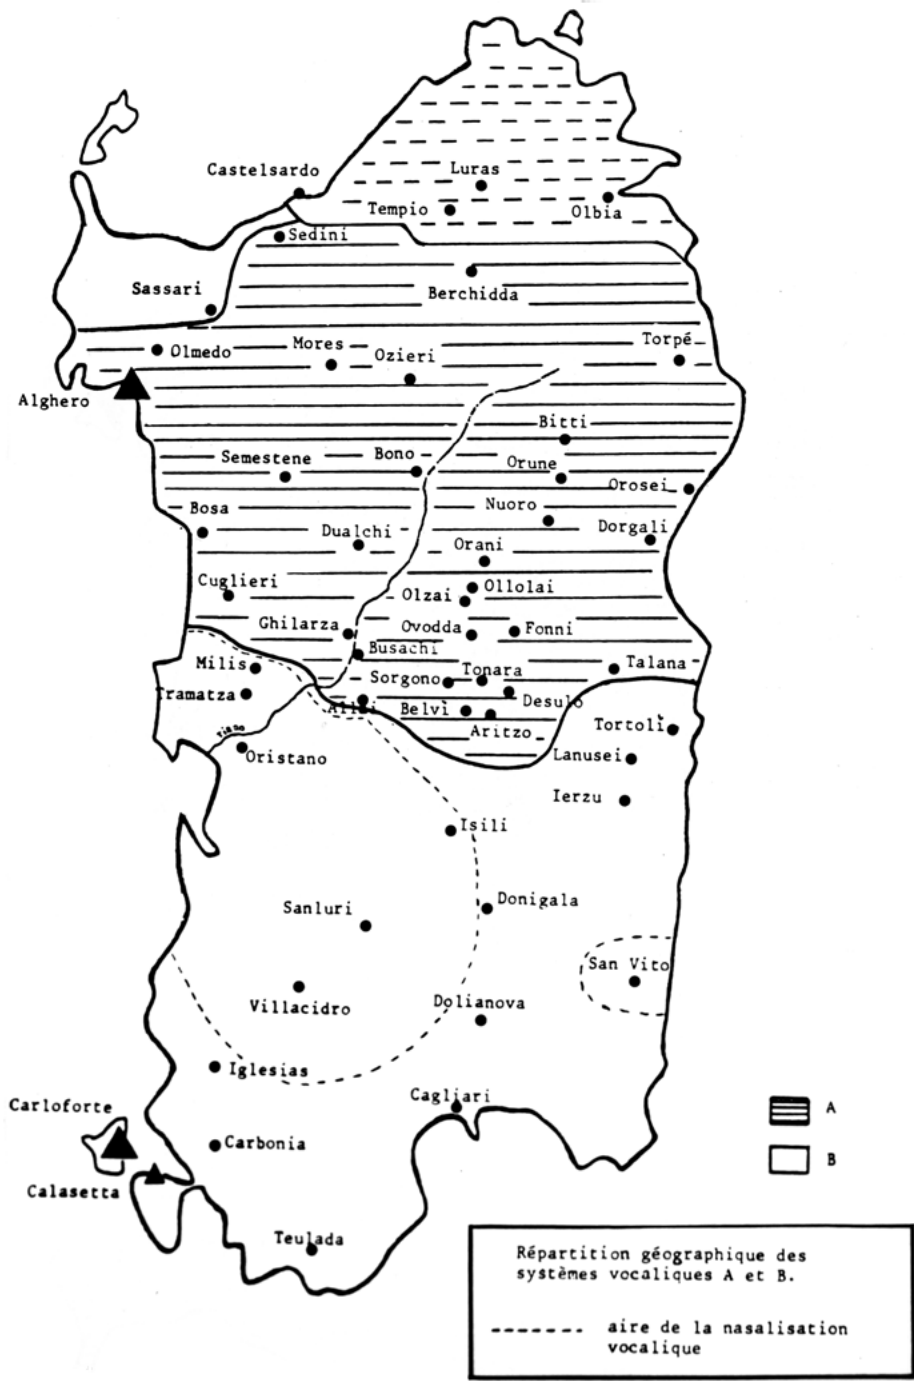 Castelsardo
Luras
Tempio
Olbia
Sedini
Berchidda
Sassari
Olmedo
Mores
Ozieri
Torpé
Alghero
Bitti
Semestene
Bono
Orune
Orosei
Bosa
Nuoro
Dualchi
Dorgali
Orani
Cuglieri
Ollolai
Olzai
Ghilarza
Ovodda
Fonni
Busachi
Milis
Sorgono
Tonara
Talana
Tramatza
Belvì
Desulo
Aritzo
Tortolì
Oristano
Lanusei
Ierzu
Isili
Sanluri
Donigala
San Vito
Villacidro
Dolianova
Iglesias
Cagliari
Carloforte
A
Carbonia
B
Calasetta
Teulada
Répartition géographique des
systèmes vocaliques A et B.
aire de la nasalisation
vocalique